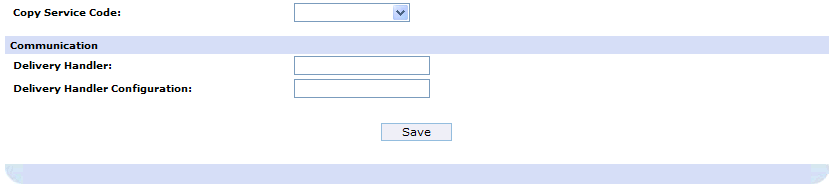 Copy Service Code:
Communication
Delivery Handler:
Delivery Handler Configuration:
Save